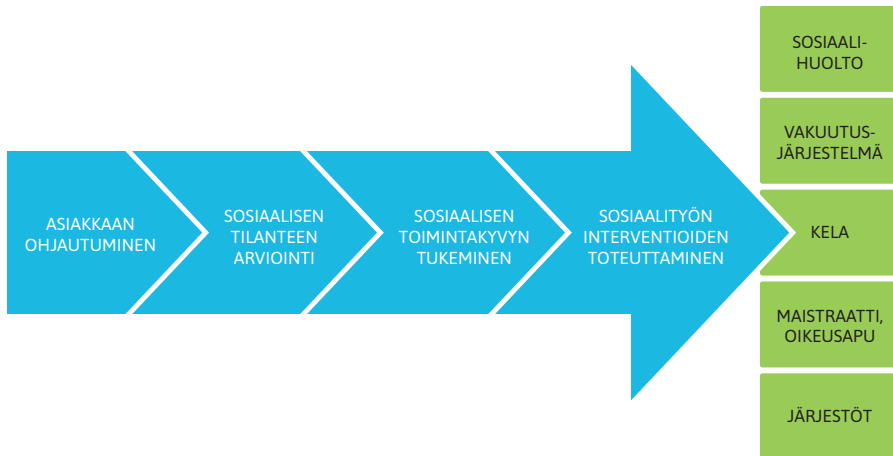 ASIAKKAAN
OHJAUTUMINEN
SOSIAALISEN
TILANTEEN
ARVIOINTI
SOSIAALISEN
TOIMINTAKYVYN
TUKEMINEN
SOSIAALITYÖN
INTERVENTIOIDEN
TOTEUTTAMINEN
SOSIAALI-
HUOLTO
VAKUUTUS-
JÄRJESTELMÄ
KELA
MAISTRAATTI,
OIKEUSAPU
JÄRJESTÖT